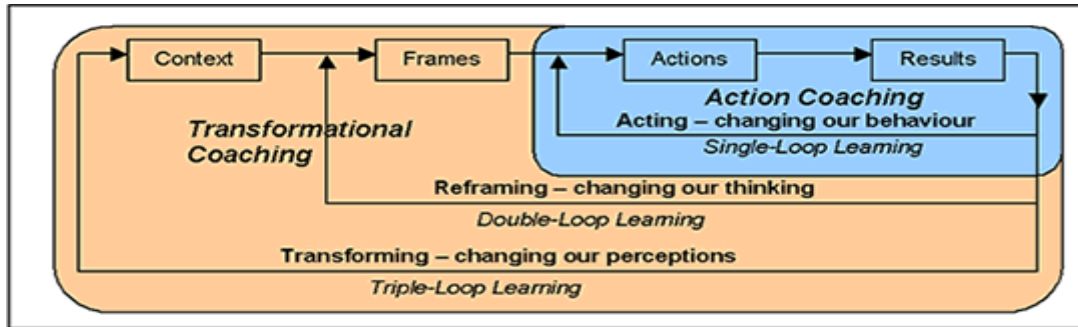 Context
Frames
Actions
Results
Action Coaching
Transformational
Coaching
Acting – changing our behaviour
Single-Loop Learning
Reframing – changing our thinking
Double-Loop Learning
Transforming – changing our perceptions
Triple-Loop Learning